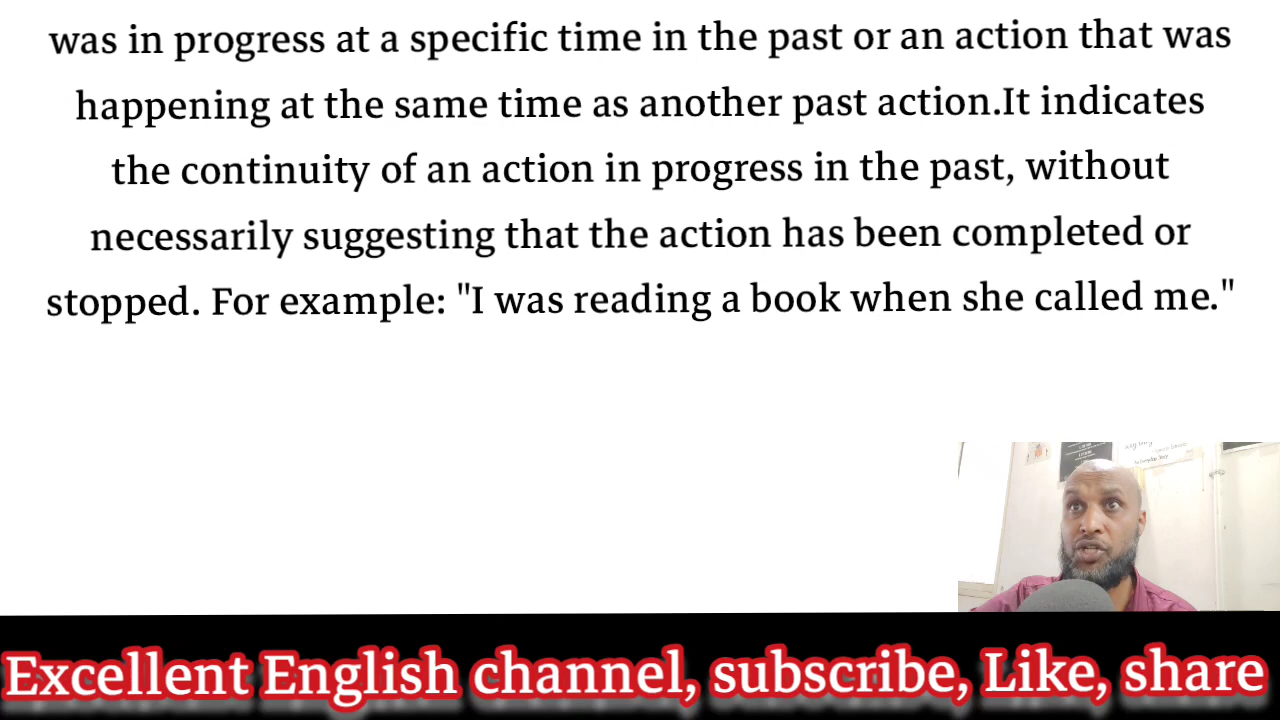 was in progress at a specific time in the past or an action that was
happening at the same time as another past action.It indicates
the continuity of an action in progress in the past, without
necessarily suggesting that the action has been completed or
stopped. For example: "I was reading a book when she called me."
Excellent English channel, subscribe, Like, share